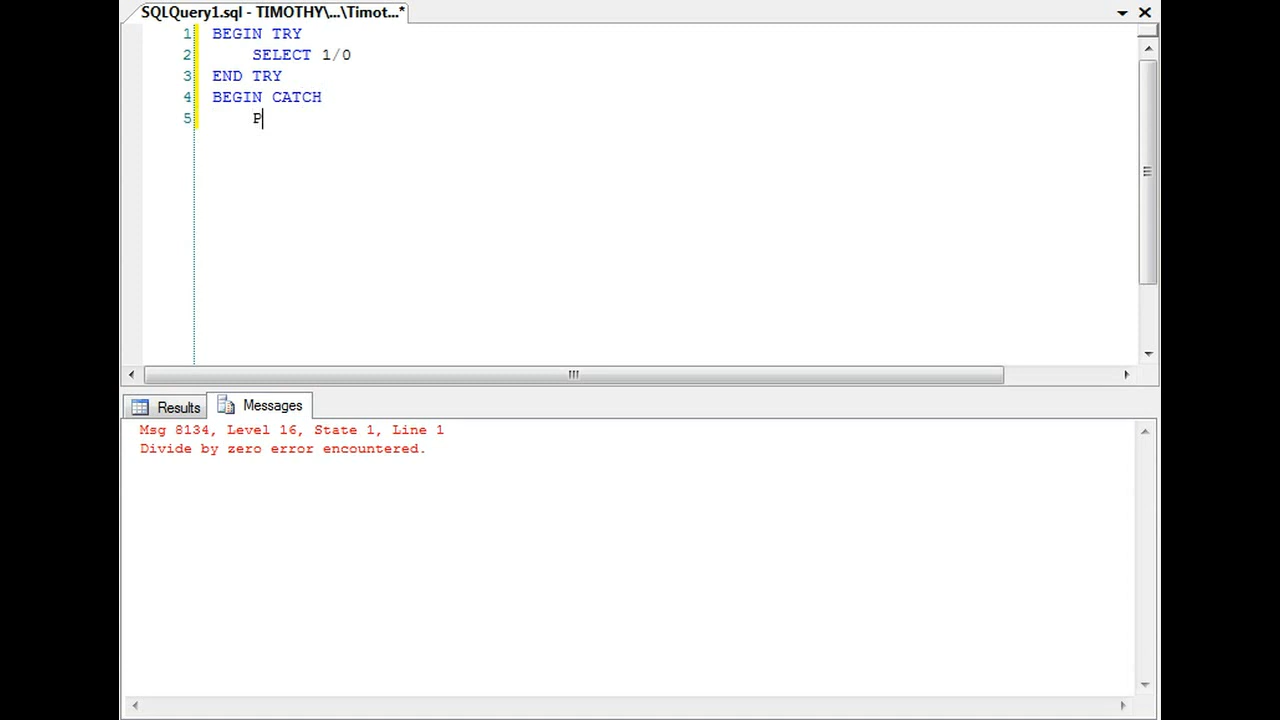 SQLQuery1.sql - TIMOTHY\...\Timot...*
1 BEGIN TRY
2 SELECT 1/0
3 END TRY
4 BEGIN CATCH
5 P
Results Messages
Msg 8134, Level 16, State 1, Line 1
Divide by zero error encountered.